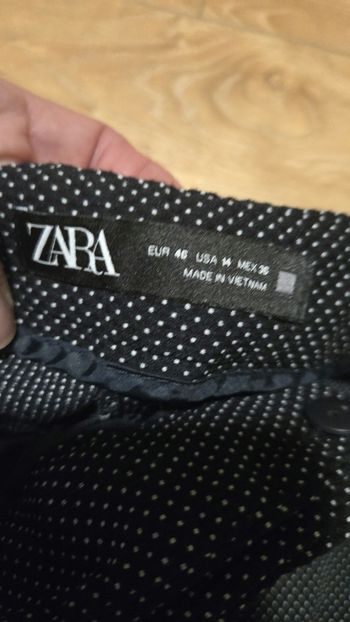 ZARA
EUR 46 USA 14 MEX 36
MADE IN VIETNAM